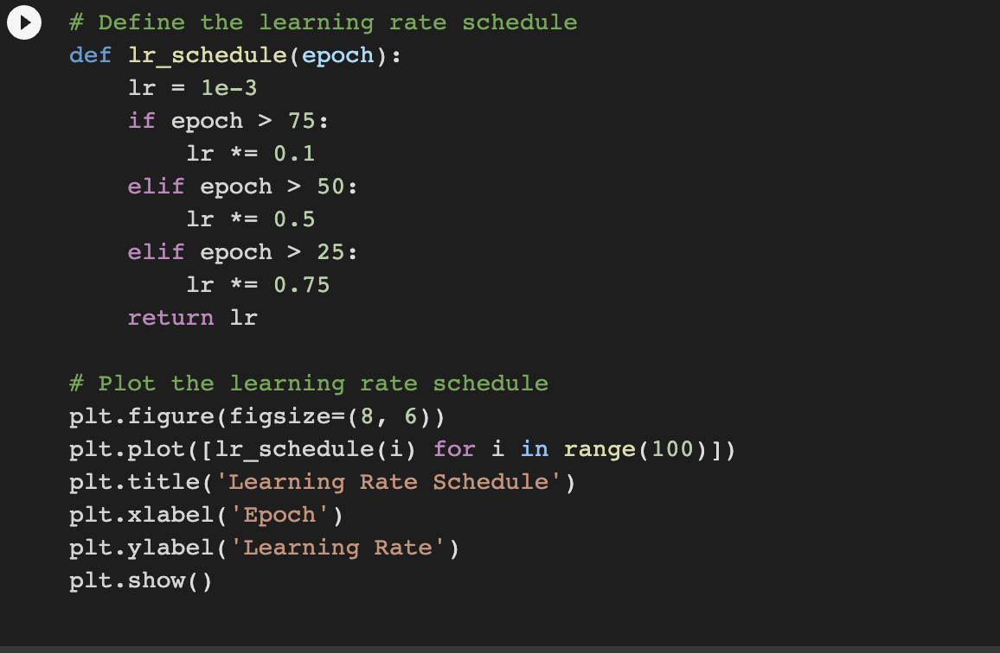 # Define the learning rate schedule
def lr_schedule(epoch):
    lr = 1e-3
    if epoch > 75:
        lr *= 0.1
    elif epoch > 50:
        lr *= 0.5
    elif epoch > 25:
        lr *= 0.75
    return lr

# Plot the learning rate schedule
plt.figure(figsize=(8, 6))
plt.plot([lr_schedule(i) for i in range(100)])
plt.title('Learning Rate Schedule')
plt.xlabel('Epoch')
plt.ylabel('Learning Rate')
plt.show()